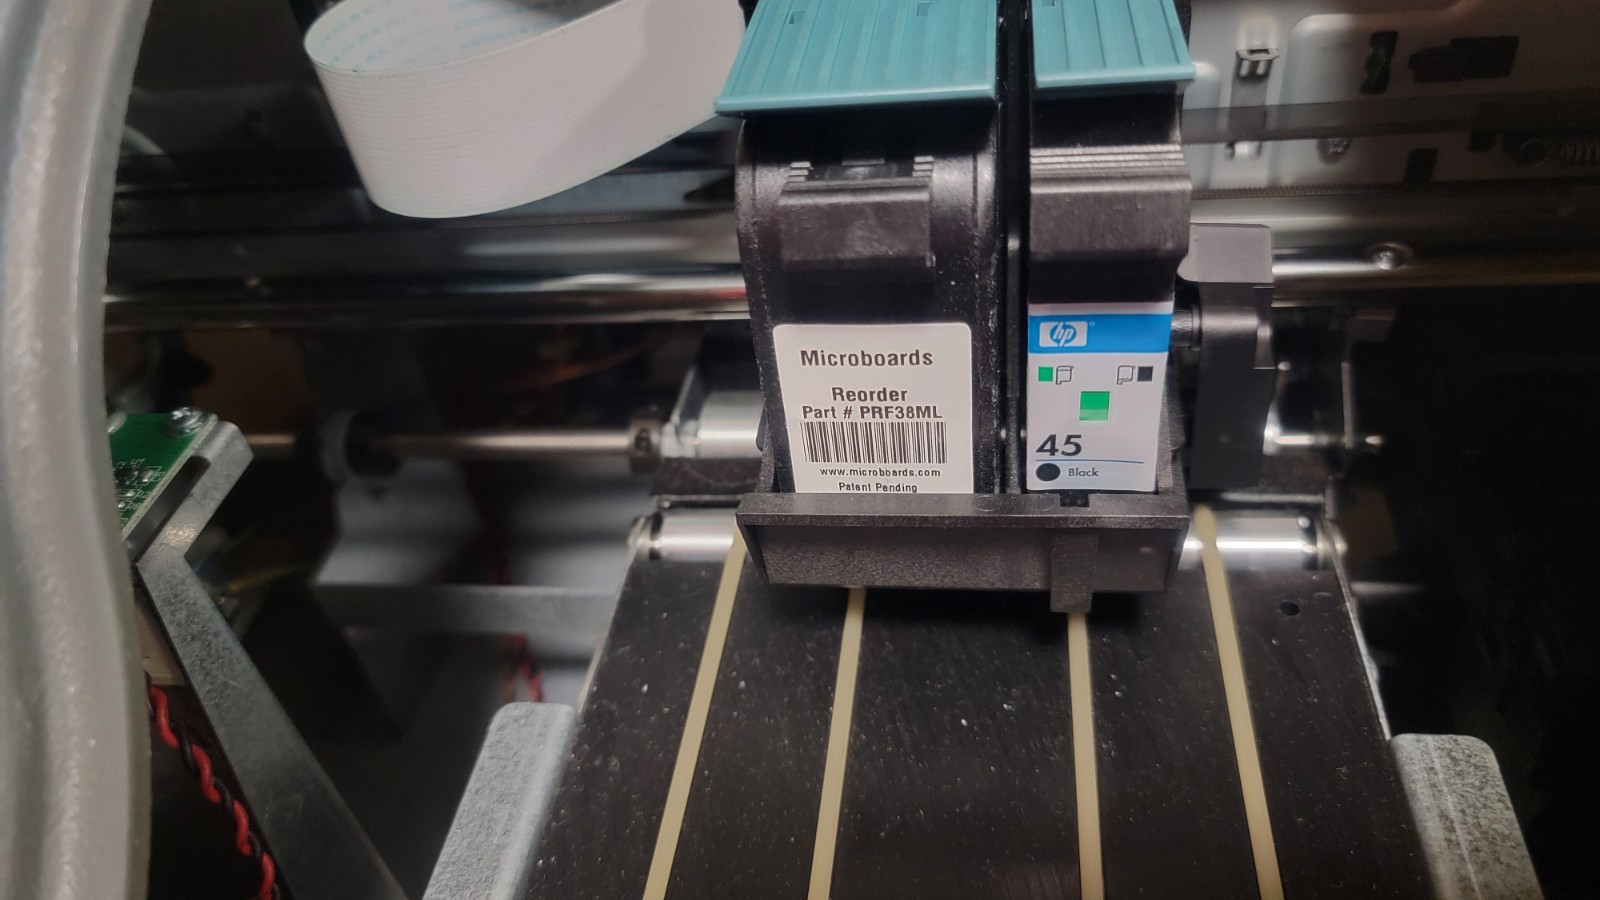 Microboards
Reorder
Part # PRF38ML
www.microboards.com
Patent Pending
hp
45
Black